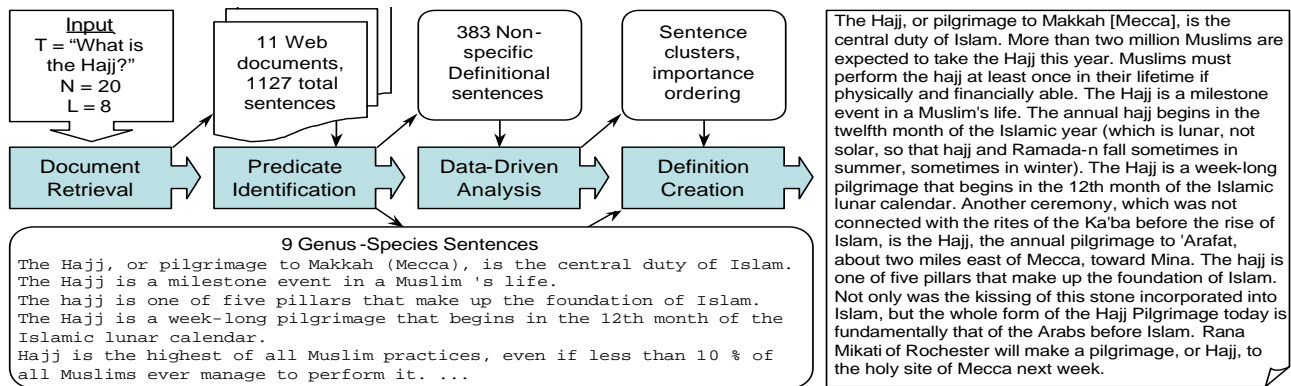 Input
T = “What is
the Hajj?”
N = 20
L = 8
11 Web
documents,
1127 total
sentences
383 Non-
specific
Definitional
sentences
Sentence
clusters,
importance
ordering
Document
Retrieval
Predicate
Identification
Data-Driven
Analysis
Definition
Creation
9 Genus-Species Sentences
The Hajj, or pilgrimage to Makkah (Mecca), is the central duty of Islam.
The Hajj is a milestone event in a Muslim 's life.
The hajj is one of five pillars that make up the foundation of Islam.
The Hajj is a week-long pilgrimage that begins in the 12th month of the
Islamic lunar calendar.
Hajj is the highest of all Muslim practices, even if less than 10 % of
all Muslims ever manage to perform it. ...
The Hajj, or pilgrimage to Makkah [Mecca], is the
central duty of Islam. More than two million Muslims are
expected to take the Hajj this year. Muslims must
perform the hajj at least once in their lifetime if
physically and financially able. The Hajj is a milestone
event in a Muslim's life. The annual hajj begins in the
twelfth month of the Islamic year (which is lunar, not
solar, so that hajj and Ramada-n fall sometimes in
summer, sometimes in winter). The Hajj is a week-long
pilgrimage that begins in the 12th month of the Islamic
lunar calendar. Another ceremony, which was not
connected with the rites of the Ka'ba before the rise of
Islam, is the Hajj, the annual pilgrimage to 'Arafat,
about two miles east of Mecca, toward Mina. The hajj is
one of five pillars that make up the foundation of Islam.
Not only was the kissing of this stone incorporated into
Islam, but the whole form of the Hajj Pilgrimage today is
fundamentally that of the Arabs before Islam. Rana
Mikati of Rochester will make a pilgrimage, or Hajj, to
the holy site of Mecca next week.